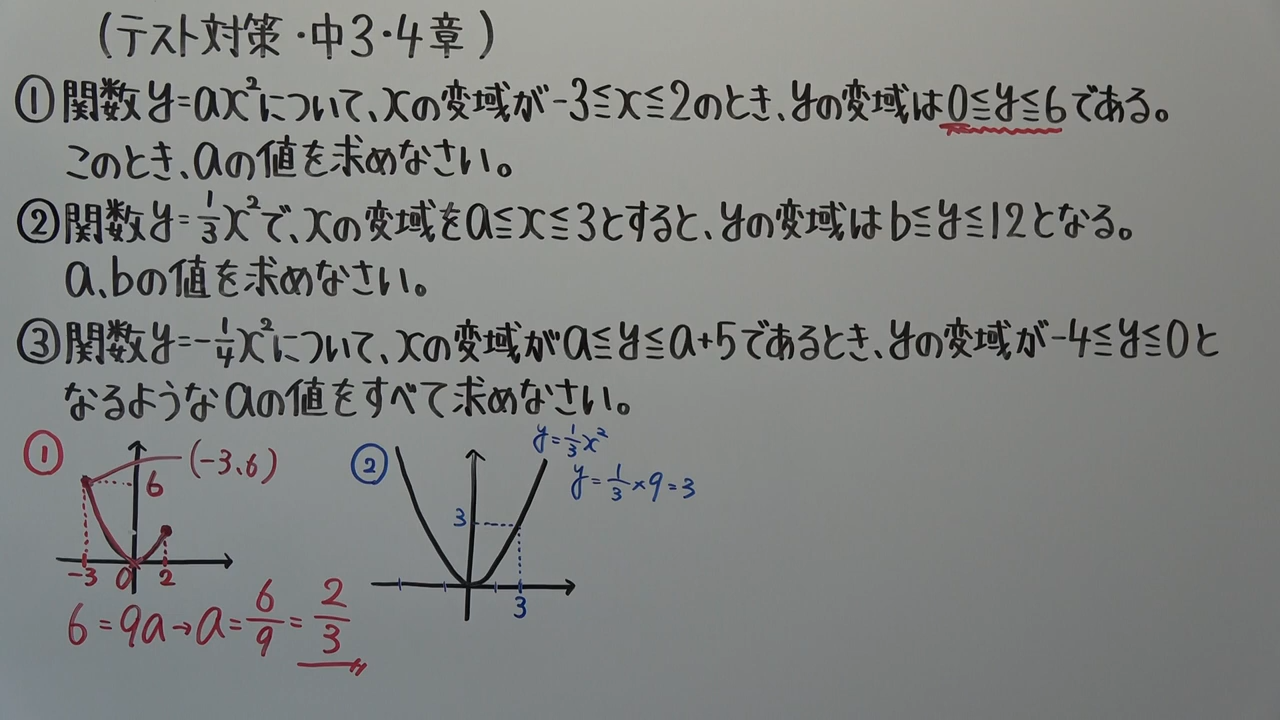 (テスト対策・中3・4章)
①関数y=ax²について、xの変域が-3≦x≦2のとき、yの変域は0≦y≦6である。
このとき、aの値を求めなさい。
②関数y=1/3x²で、xの変域をa≦x≦3とすると、yの変域はb≦y≦12となる。
a、bの値を求めなさい。
③関数y=-1/4x²について、xの変域がa≦y≦a+5であるとき、yの変域が-4≦y≦0と
なるようなaの値をすべて求めなさい。
①
(-3、6)
6
-3 0 2
6=9a→a=6/9=2/3
②
y=1/3x²
y=1/3×9=3
3
3